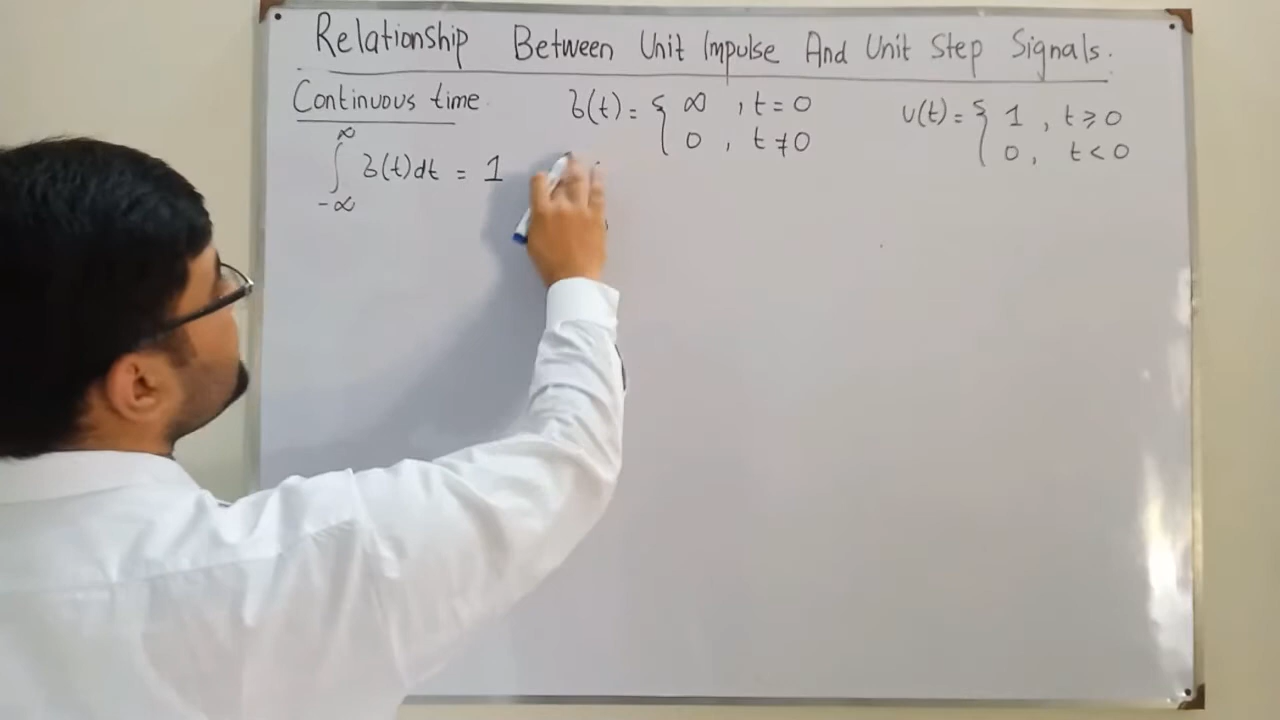 Relationship Between Unit Impulse And Unit Step Signals.
Continuous time
δ(t) = { ∞ , t = 0
0 , t ≠ 0
u(t) = { 1 , t ≥ 0
0 , t < 0
∫_{-∞}^{∞} δ(t)dt = 1